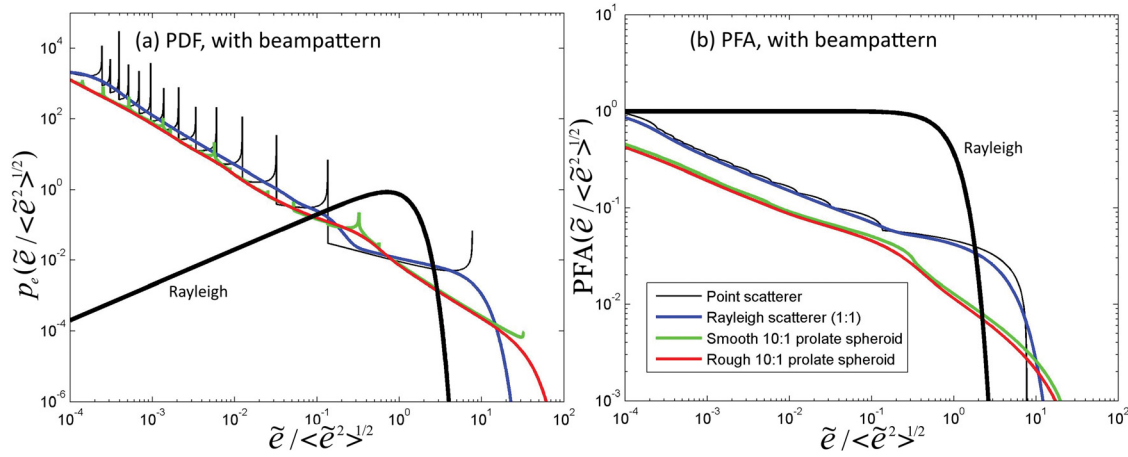 (a) PDF, with beampattern
10^4
10^2
10^0
10^-2
10^-4
10^-6
p_e(ẽ/<ẽ^2>^1/2)
Rayleigh
10^-4
10^-3
10^-2
10^-1
10^0
10^1
10^2
ẽ/<ẽ^2>^1/2
(b) PFA, with beampattern
10^1
10^0
10^-1
10^-2
10^-3
PFA(ẽ/<ẽ^2>^1/2)
Rayleigh
Point scatterer
Rayleigh scatterer (1:1)
Smooth 10:1 prolate spheroid
Rough 10:1 prolate spheroid
10^-4
10^-3
10^-2
10^-1
10^0
10^1
10^2
ẽ/<ẽ^2>^1/2